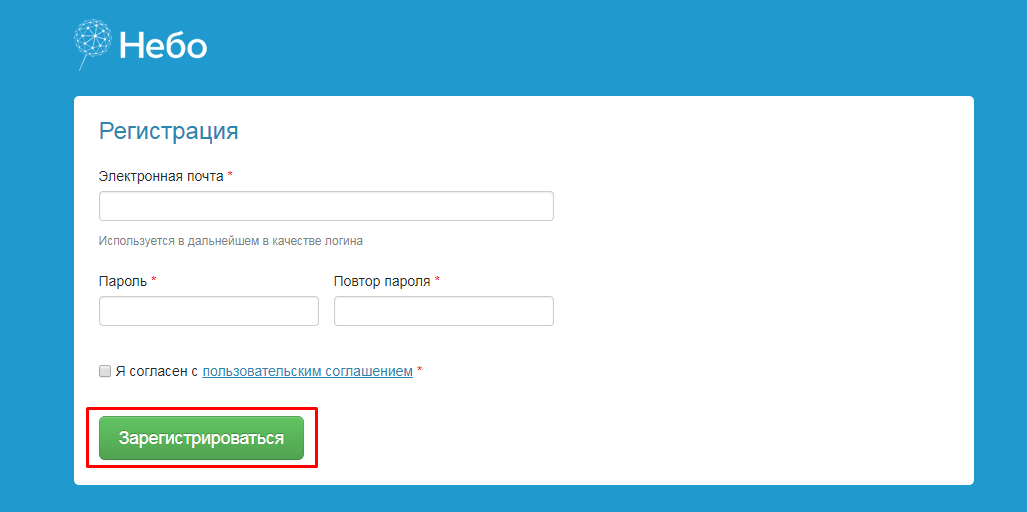 Небо
Регистрация
Электронная почта *
Используется в дальнейшем в качестве логина
Пароль * Повтор пароля *
Я согласен с пользовательским соглашением *
Зарегистрироваться